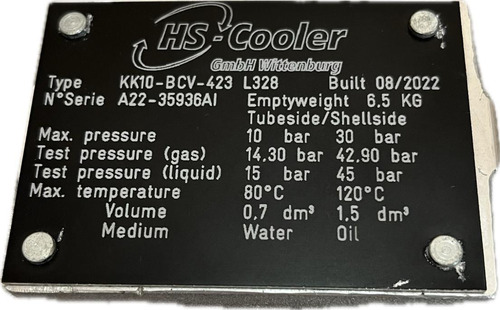 HS-Cooler
GmbH Wittenburg
Type KK10-BCV-423 L328 Built 08/2022
N°Serie A22-35936AI Emptyweight 6,5 KG
Tubeside/Shellside
Max. pressure 10 bar 30 bar
Test pressure (gas) 14,30 bar 42,90 bar
Test pressure (liquid) 15 bar 45 bar
Max. temperature 80°C 120°C
Volume 0,7 dm³ 1,5 dm³
Medium Water Oil